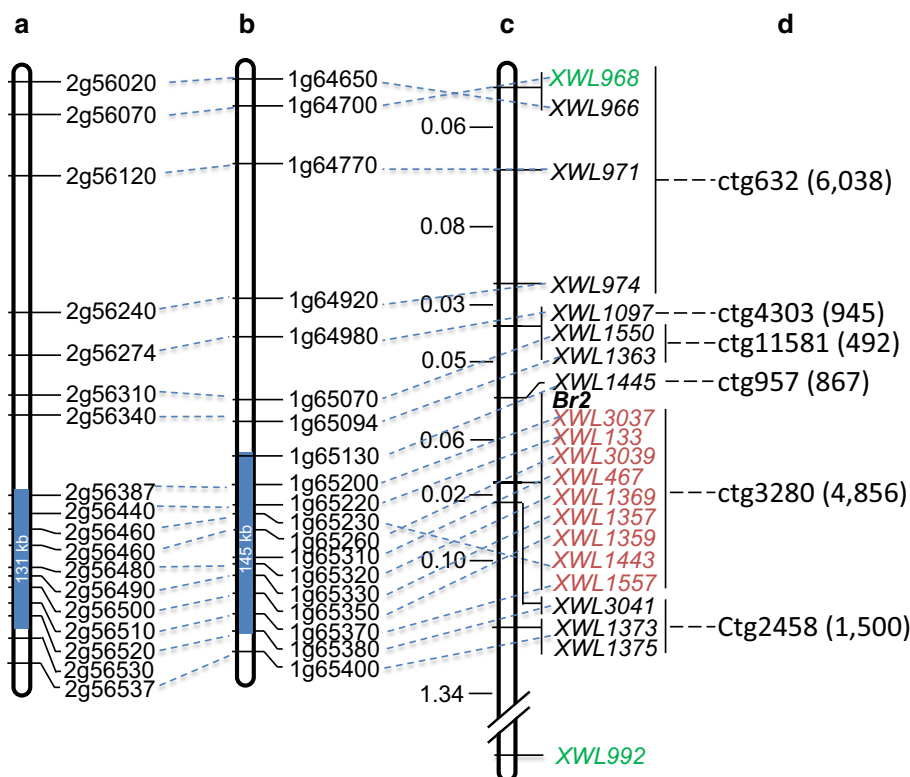 a
b
c
d
2g56020
2g56070
2g56120
2g56240
2g56274
2g56310
2g56340
2g56387
2g56440
2g56460
2g56460
2g56480
2g56490
2g56500
2g56510
2g56520
2g56530
2g56537
131 kb
1g64650
1g64700
1g64770
1g64920
1g64980
1g65070
1g65094
1g65130
1g65200
1g65220
1g65230
1g65260
1g65310
1g65320
1g65330
1g65350
1g65370
1g65380
1g65400
145 kb
0.06
0.08
0.03
0.05
0.06
0.02
0.10
1.34
XWL968
XWL966
XWL971
XWL974
XWL1097
XWL1550
XWL1363
XWL1445
Br2
XWL3037
XWL133
XWL3039
XWL467
XWL1369
XWL1357
XWL1359
XWL1443
XWL1557
XWL3041
XWL1373
XWL1375
XWL992
ctg632 (6,038)
ctg4303 (945)
ctg11581 (492)
ctg957 (867)
ctg3280 (4,856)
Ctg2458 (1,500)